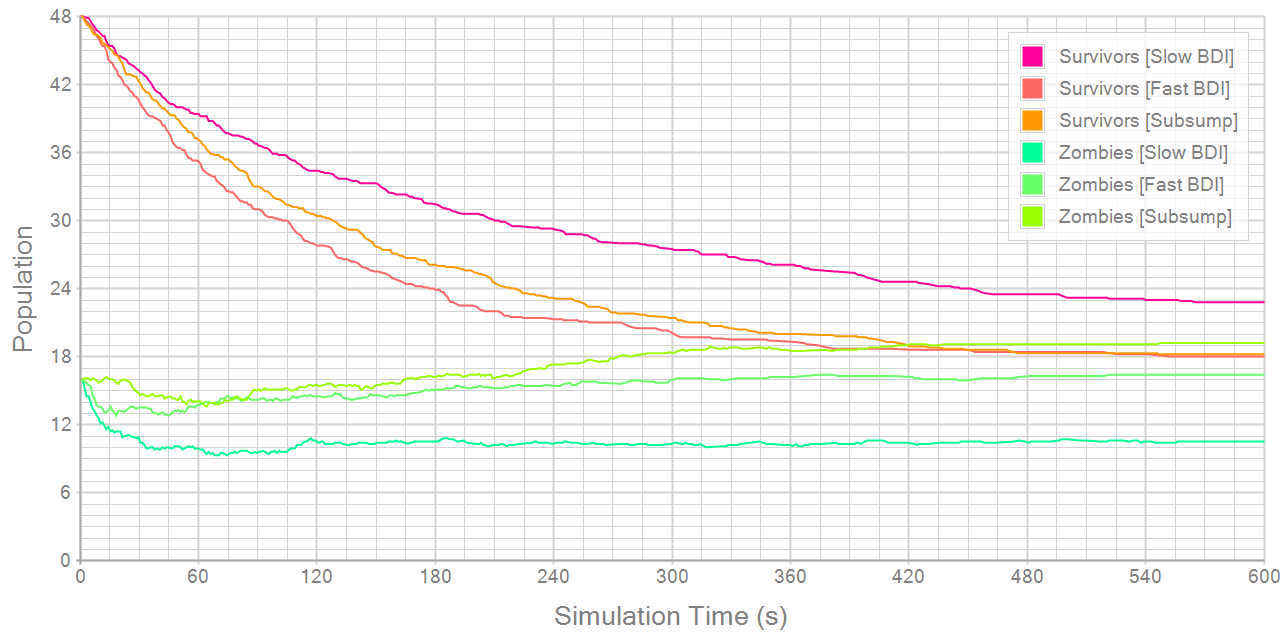 48
42
36
30
24
18
12
6
0
Population
Survivors [Slow BDI]
Survivors [Fast BDI]
Survivors [Subsump]
Zombies [Slow BDI]
Zombies [Fast BDI]
Zombies [Subsump]
0 60 120 180 240 300 360 420 480 540 600
Simulation Time (s)